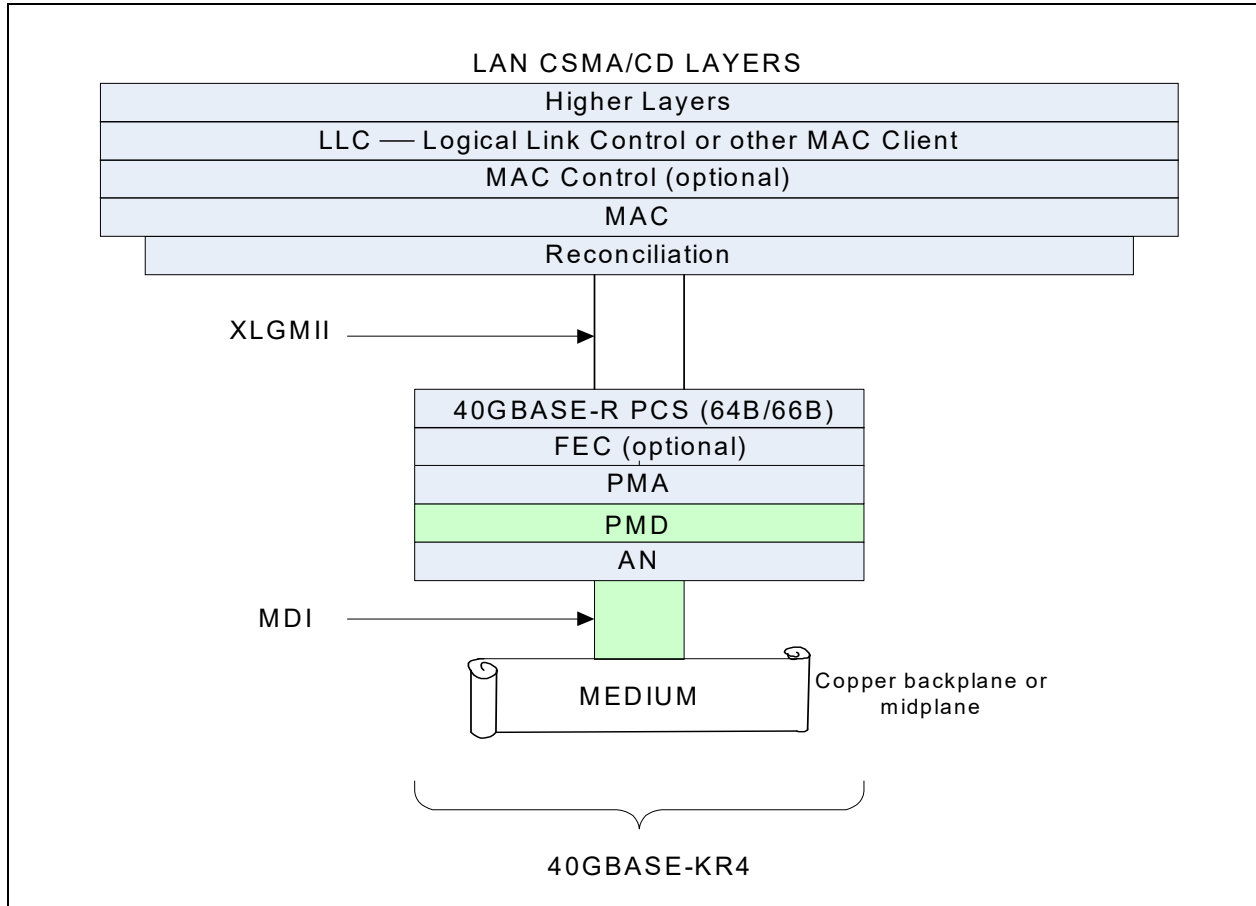 LAN CSMA/CD LAYERS
Higher Layers
LLC — Logical Link Control or other MAC Client
MAC Control (optional)
MAC
Reconciliation
XLGMII
40GBASE-R PCS (64B/66B)
FEC (optional)
PMA
PMD
AN
MDI
MEDIUM
Copper backplane or
midplane
40GBASE-KR4